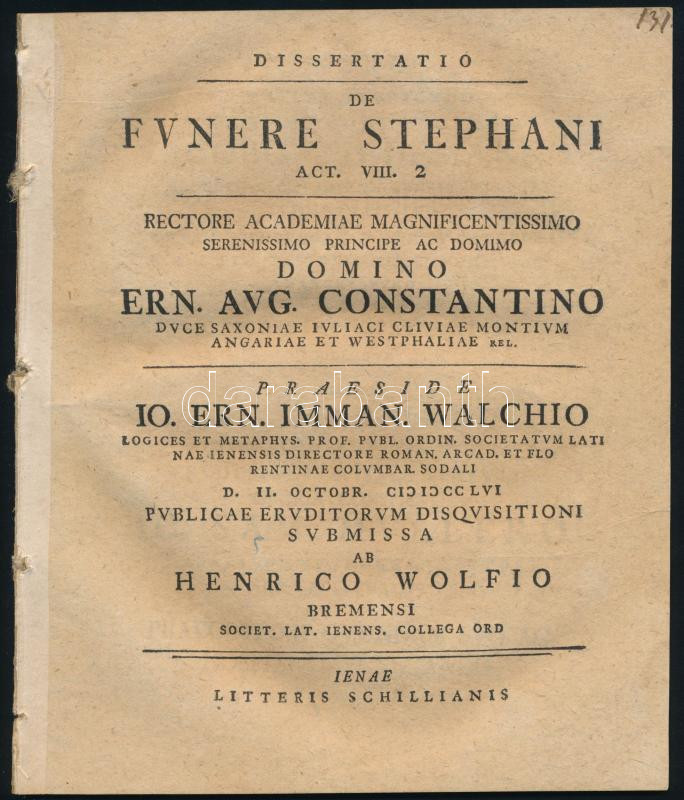 131.
DISSERTATIO
DE
FVNERE STEPHANI
ACT. VIII. 2
RECTORE ACADEMIAE MAGNIFICENTISSIMO
SERENISSIMO PRINCIPE AC DOMIMO
DOMINO
ERN. AVG. CONSTANTINO
DVCE SAXONIAE IVLIACI CLIVIAE MONTIVM
ANGARIAE ET WESTPHALIAE REL.
PRAESIDE
darabanth
IO. ERN. IMMAN. WALCHIO
LOGICES ET METAPHYS. PROF. PVBL. ORDIN. SOCIETATVM LATI
NAE IENENSIS DIRECTORE ROMAN. ARCAD. ET FLO
RENTINAE COLVMBAR. SODALI
D. II. OCTOBR. CIƆIƆCCLVI
PVBLICAE ERVDITORVM DISQVISITIONI
SVBMISSA
AB
HENRICO WOLFIO
BREMENSI
SOCIET. LAT. IENENS. COLLEGA ORD
IENAE
LITTERIS SCHILLIANIS